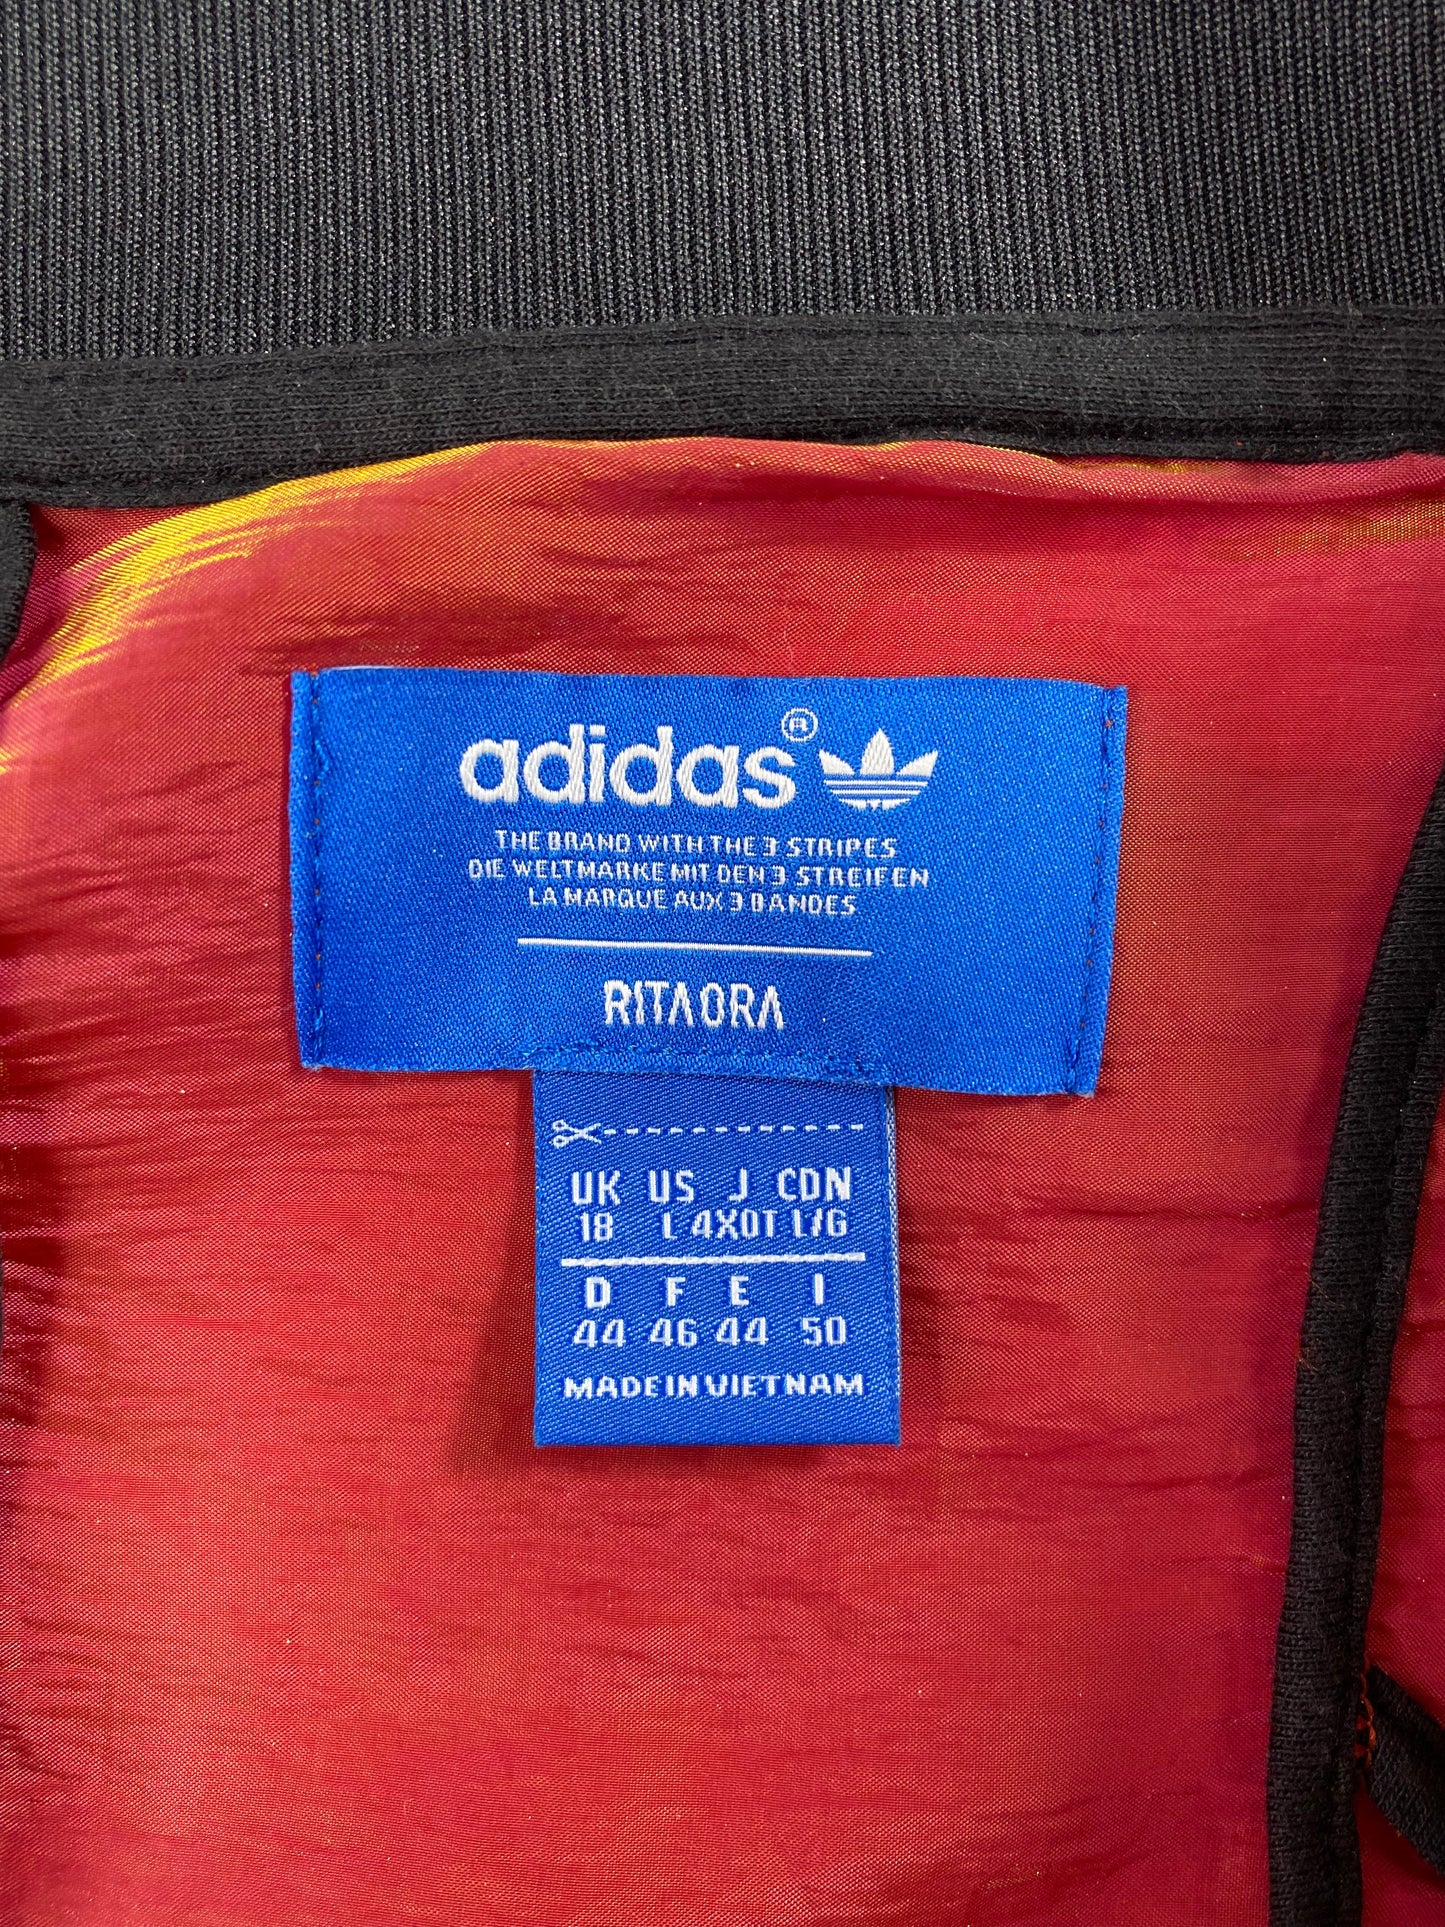 adidas®
THE BRAND WITH THE 3 STRIPES
DIE WELTMARKE MIT DEN 3 STREIFEN
LA MARQUE AUX 3 BANDES
RITA ORA
UK US J CDN
18 L 4XOT L/G
D F E I
44 46 44 50
MADE IN VIETNAM